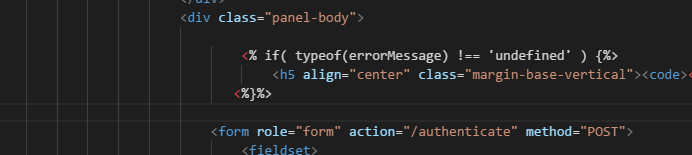 </div>
<div class="panel-body">
<% if( typeof(errorMessage) !== 'undefined' ) {%>
<h5 align="center" class="margin-base-vertical"><code><
<%}%>
<form role="form" action="/authenticate" method="POST">
<fieldset>